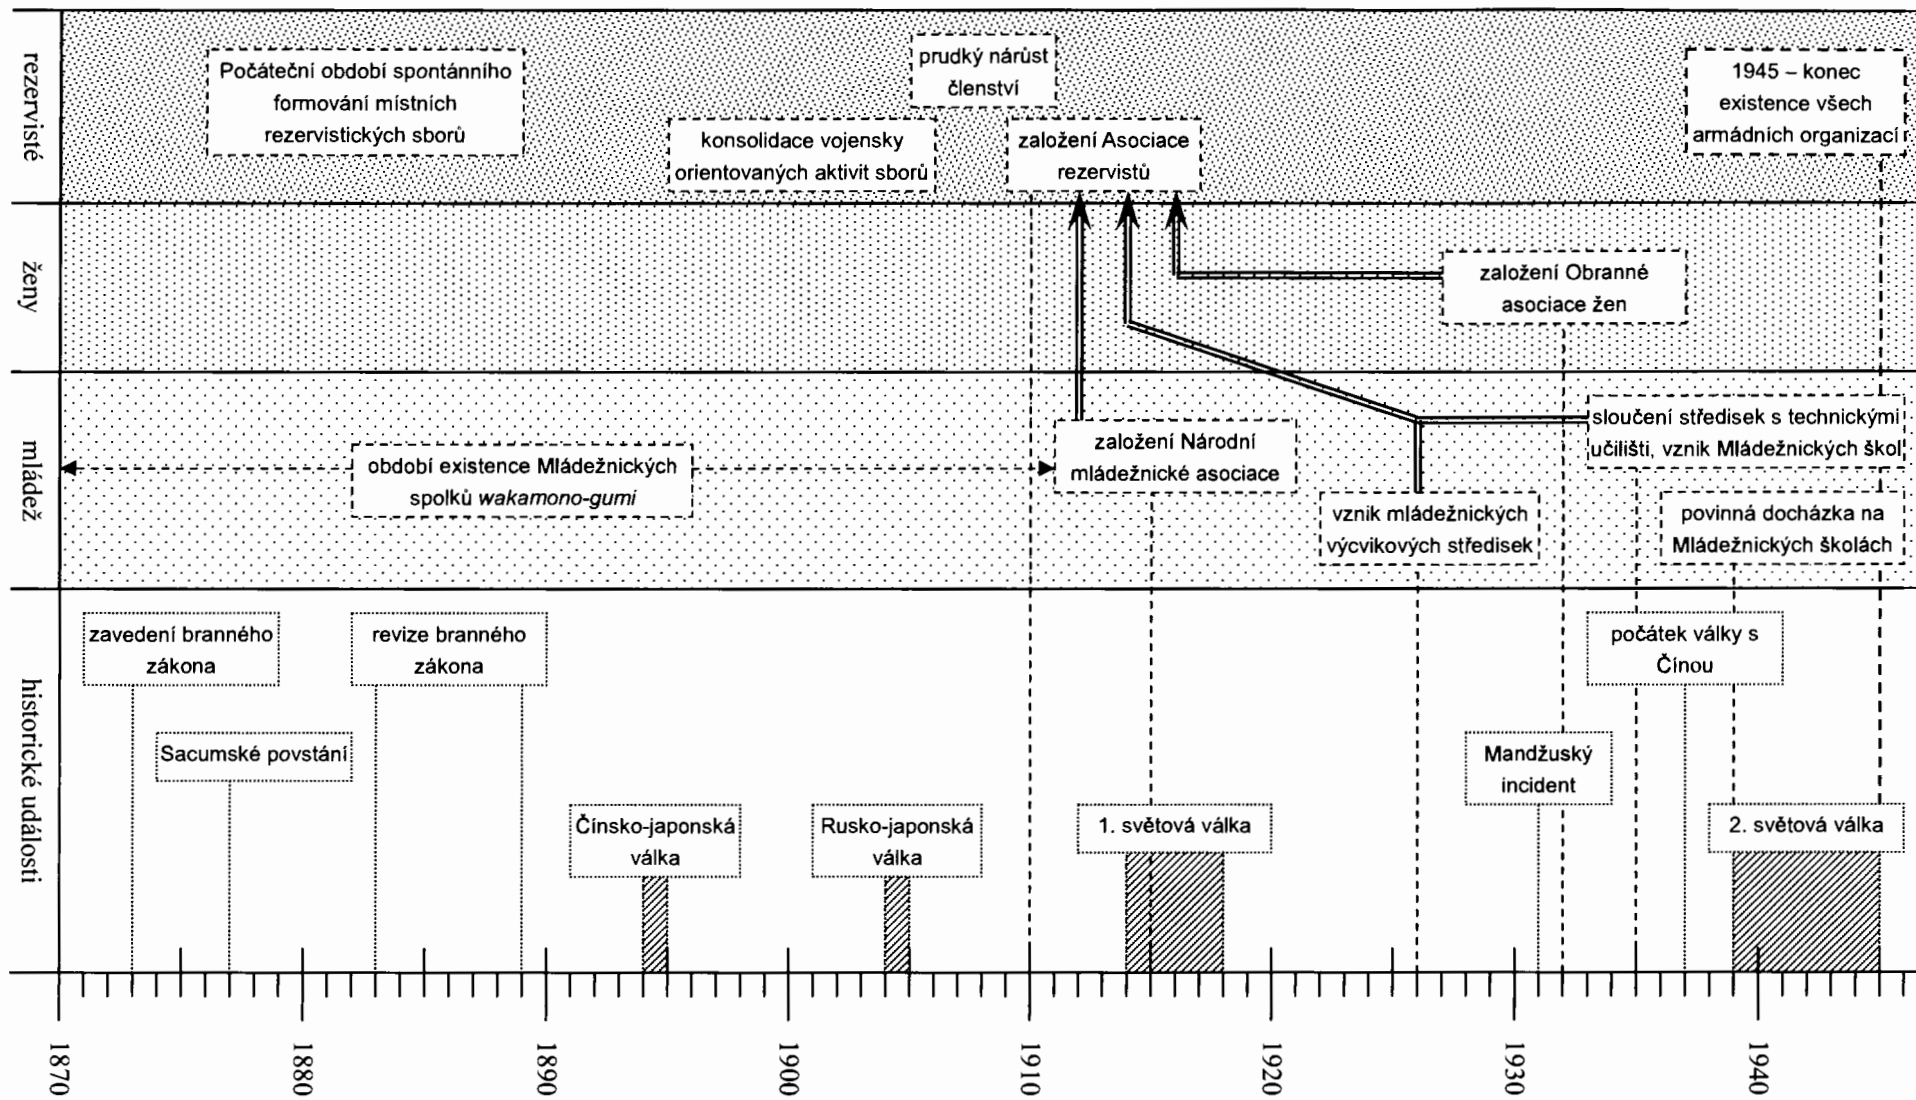 rezervisté
Počáteční období spontánního
formování místních
rezervistických sborů
konsolidace vojensky
orientovaných aktivit sborů
prudký nárůst
členství
založení Asociace
rezervistů
1945 – konec
existence všech
armádních organizací
ženy
založení Obranné
asociace žen
mládež
období existence Mládežnických
spolků wakamono-gumi
založení Národní
mládežnické asociace
vznik mládežnických
výcvikových středisek
sloučení středisek s technickými
učilišti, vznik Mládežnických škol
povinná docházka na
Mládežnických školách
historické události
zavedení branného
zákona
Sacumské povstání
revize branného
zákona
Čínsko-japonská
válka
Rusko-japonská
válka
1. světová válka
Mandžuský
incident
počátek války s
Čínou
2. světová válka
1870
1880
1890
1900
1910
1920
1930
1940